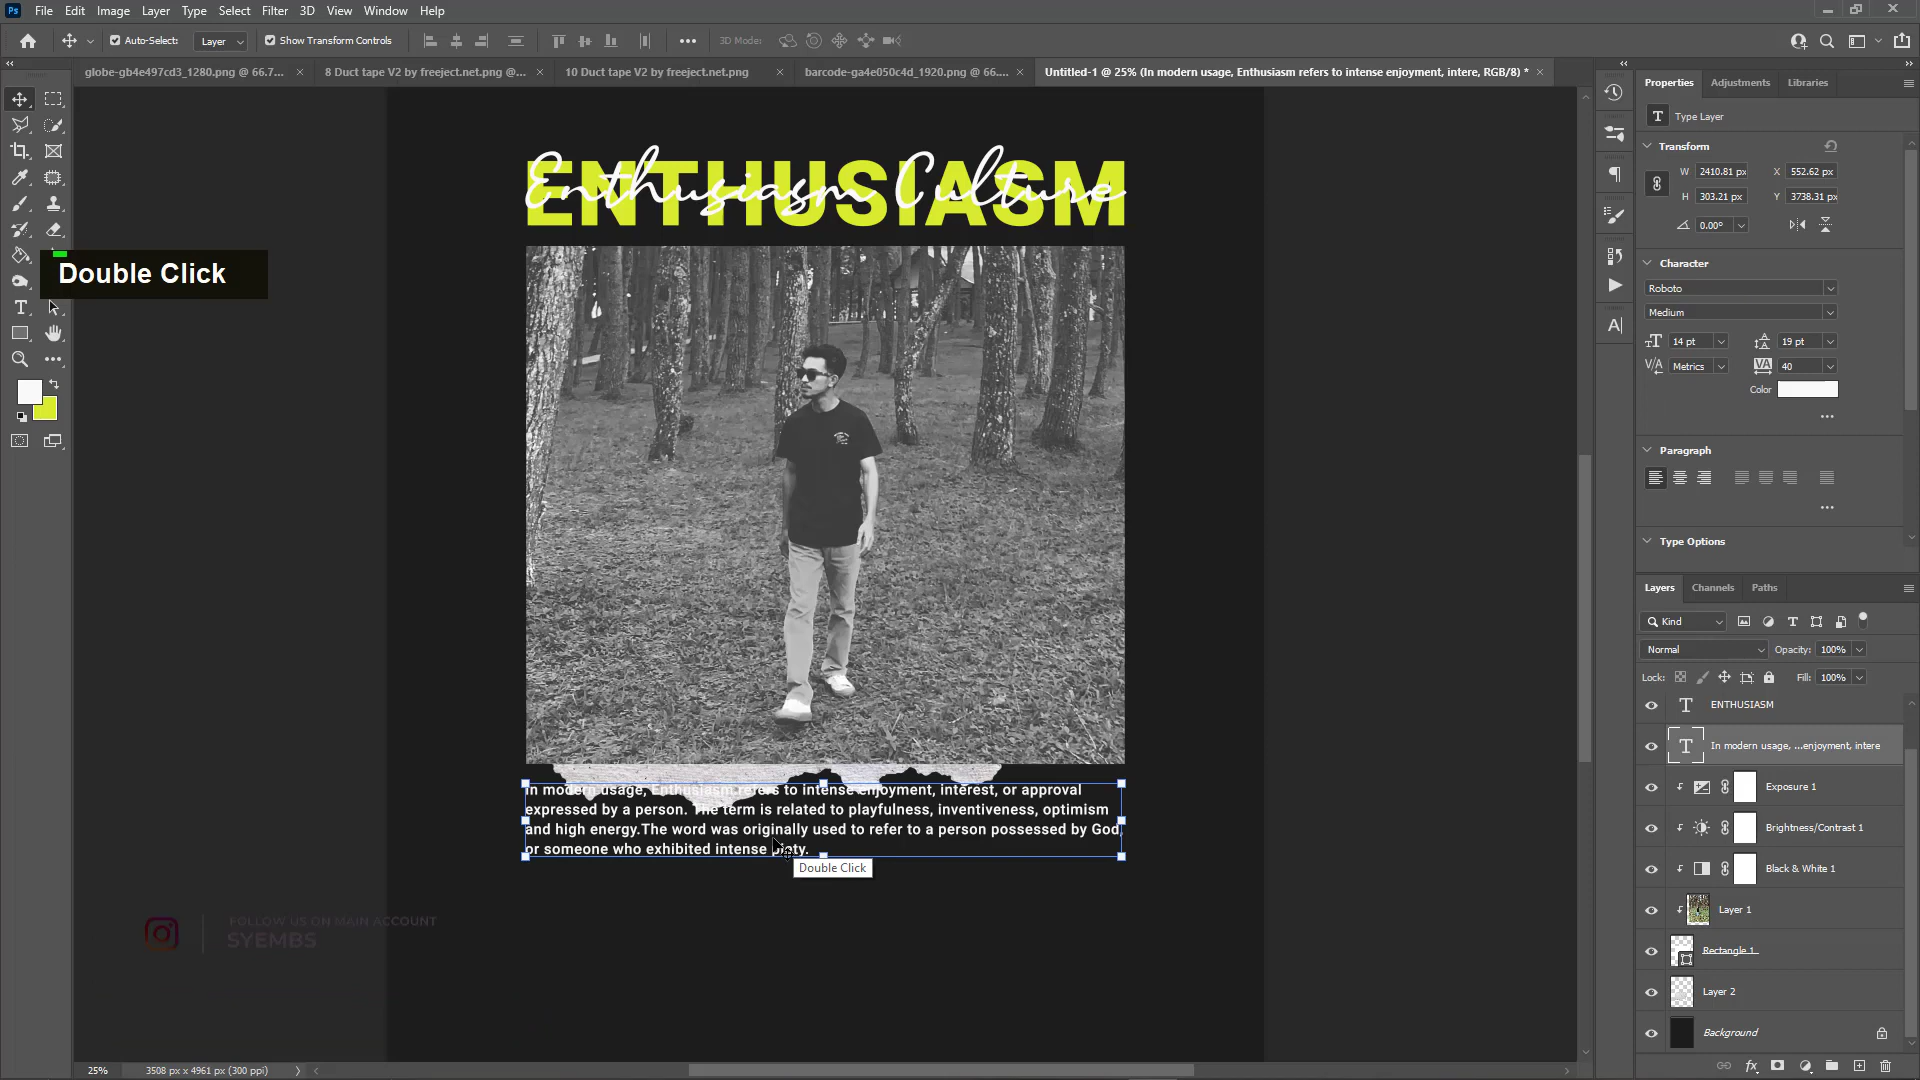 Ps File Edit Image Layer Type Select Filter 3D View Window Help
Auto-Select: Layer Show Transform Controls 3D Mode:
globe-gb4e497cd3_1280.png @ 66.7... × 8 Duct tape V2 by freeject.net.png @... × 10 Duct tape V2 by freeject.net.png × barcode-ga4e050c4d_1920.png @ 66.... × Untitled-1 @ 25% (In modern usage, Enthusiasm refers to intense enjoyment, intere, RGB/8) * ×
Properties Adjustments Libraries
T Type Layer
Transform
W 2410.81 px X 552.62 px
H 303.21 px Y 3738.31 px
0.00°
Character
Roboto
Medium
14 pt 19 pt
Metrics 40
Color
Paragraph
Type Options
Layers Channels Paths
Kind
Normal Opacity: 100%
Lock: Fill: 100%
ENTHUSIASM
In modern usage, ...enjoyment, intere
Exposure 1
Brightness/Contrast 1
Black & White 1
Layer 1
Rectangle 1
Layer 2
Background
Double Click
ENTHUSIASM
Enthusiasm Culture
In modern usage, Enthusiasm refers to intense enjoyment, interest, or approval
expressed by a person. The term is related to playfulness, inventiveness, optimism
and high energy.The word was originally used to refer to a person possessed by God,
or someone who exhibited intense piety.
Double Click
FOLLOW US ON MAIN ACCOUNT
SYEMBS
25% 3508 px x 4961 px (300 ppi)